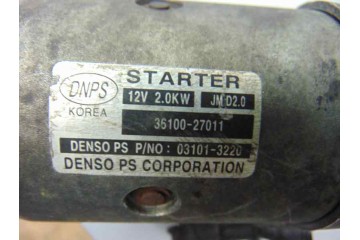 DNPS
KOREA
STARTER
12V 2.0KW JM D2.0
36100-27011
DENSO PS P/NO: 03101-3220
DENSO PS CORPORATION